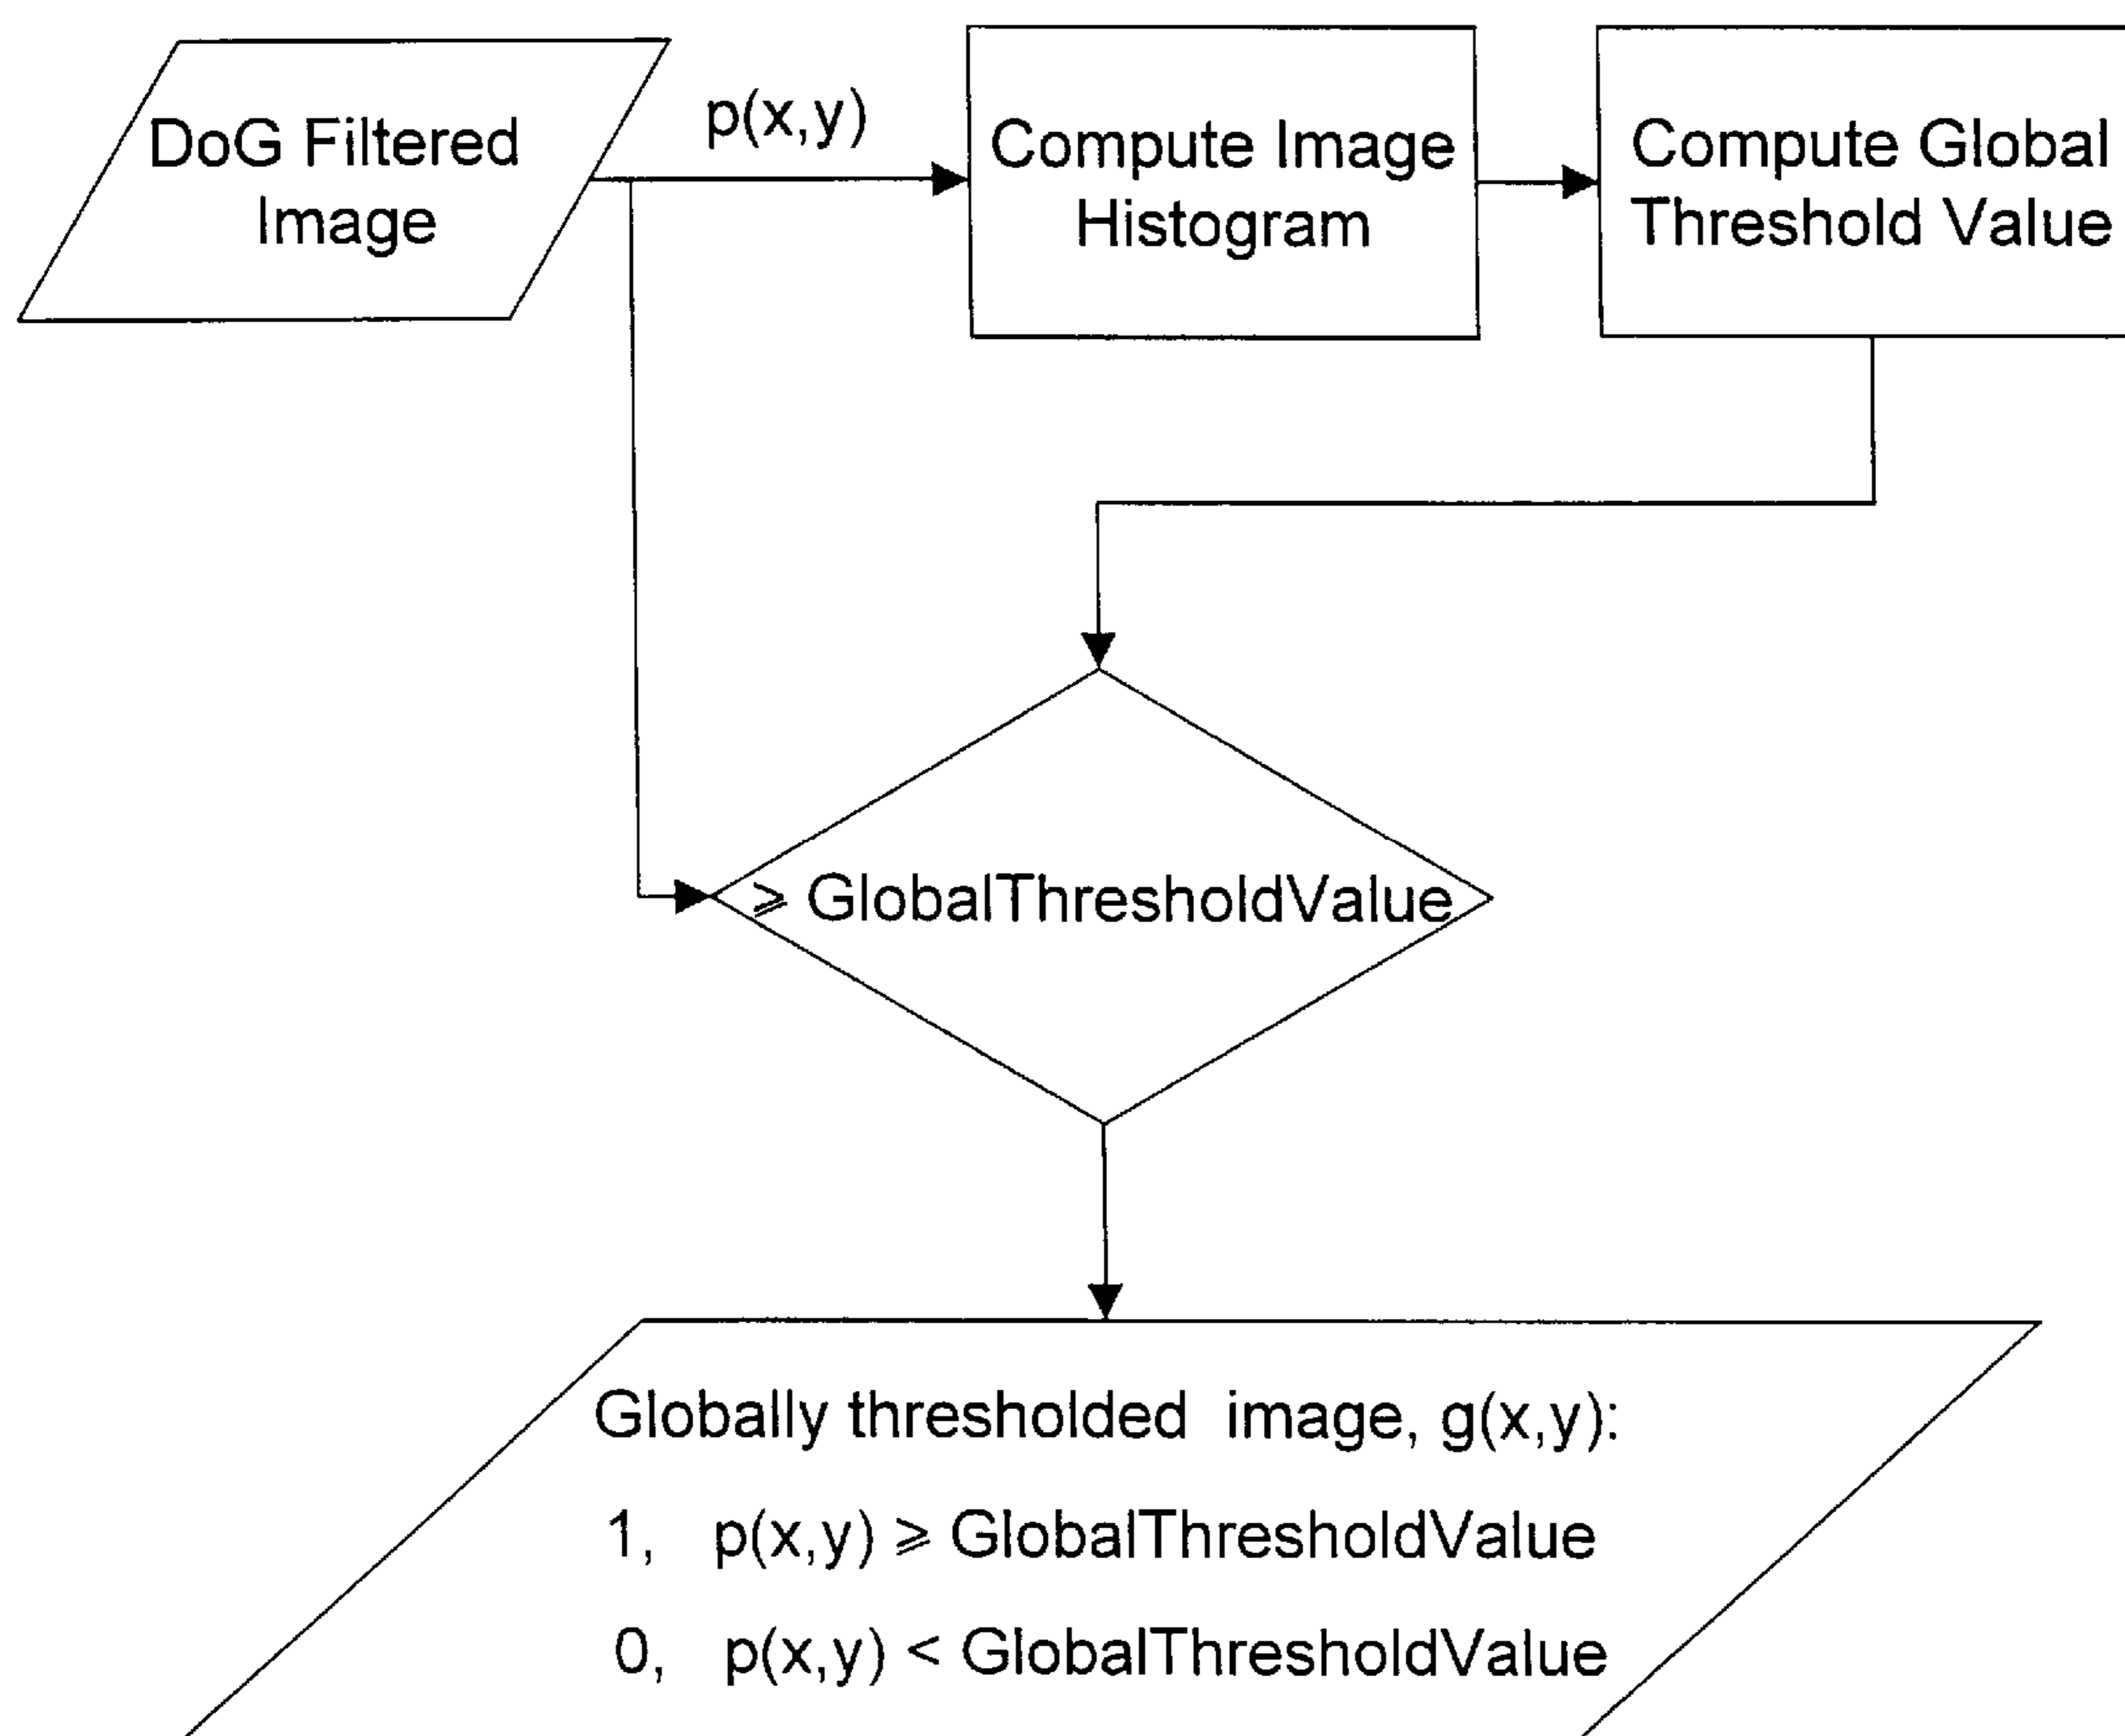 DoG Filtered
Image
p(x,y)
Compute Image
Histogram
Compute Global
Threshold Value
⩾ GlobalThresholdValue
Globally thresholded image, g(x,y):
1, p(x,y) ⩾ GlobalThresholdValue
0, p(x,y) < GlobalThresholdValue